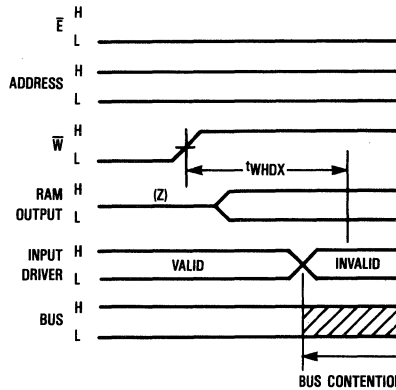 H
E
L
H
ADDRESS
L
H
W
L
tWHDX
H
RAM
OUTPUT
(Z)
L
H
INPUT
DRIVER
VALID
INVALID
L
H
BUS
L
BUS CONTENTION